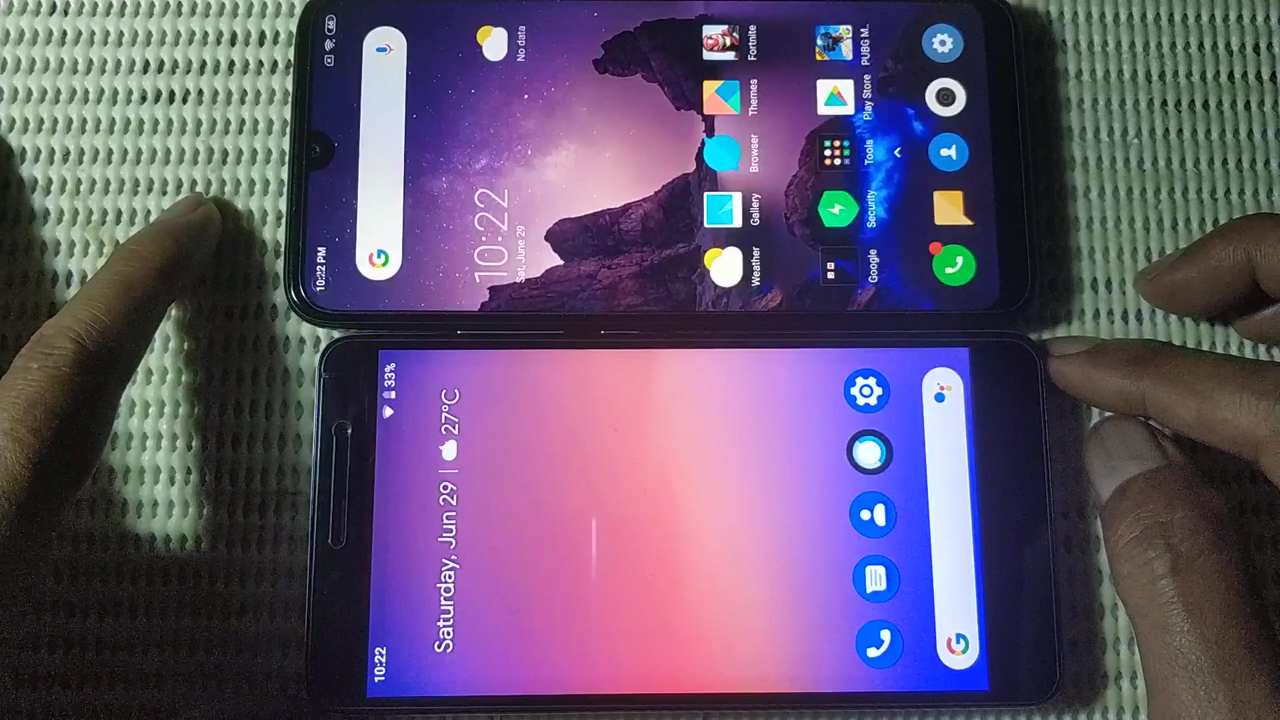 10:22 PM
66
No data
10:22
Sat, June 29
Weather
Gallery
Browser
Themes
Fortnite
Google
Security
Tools
Play Store
PUBG M..
10:22
33%
Saturday, Jun 29 | 27°C